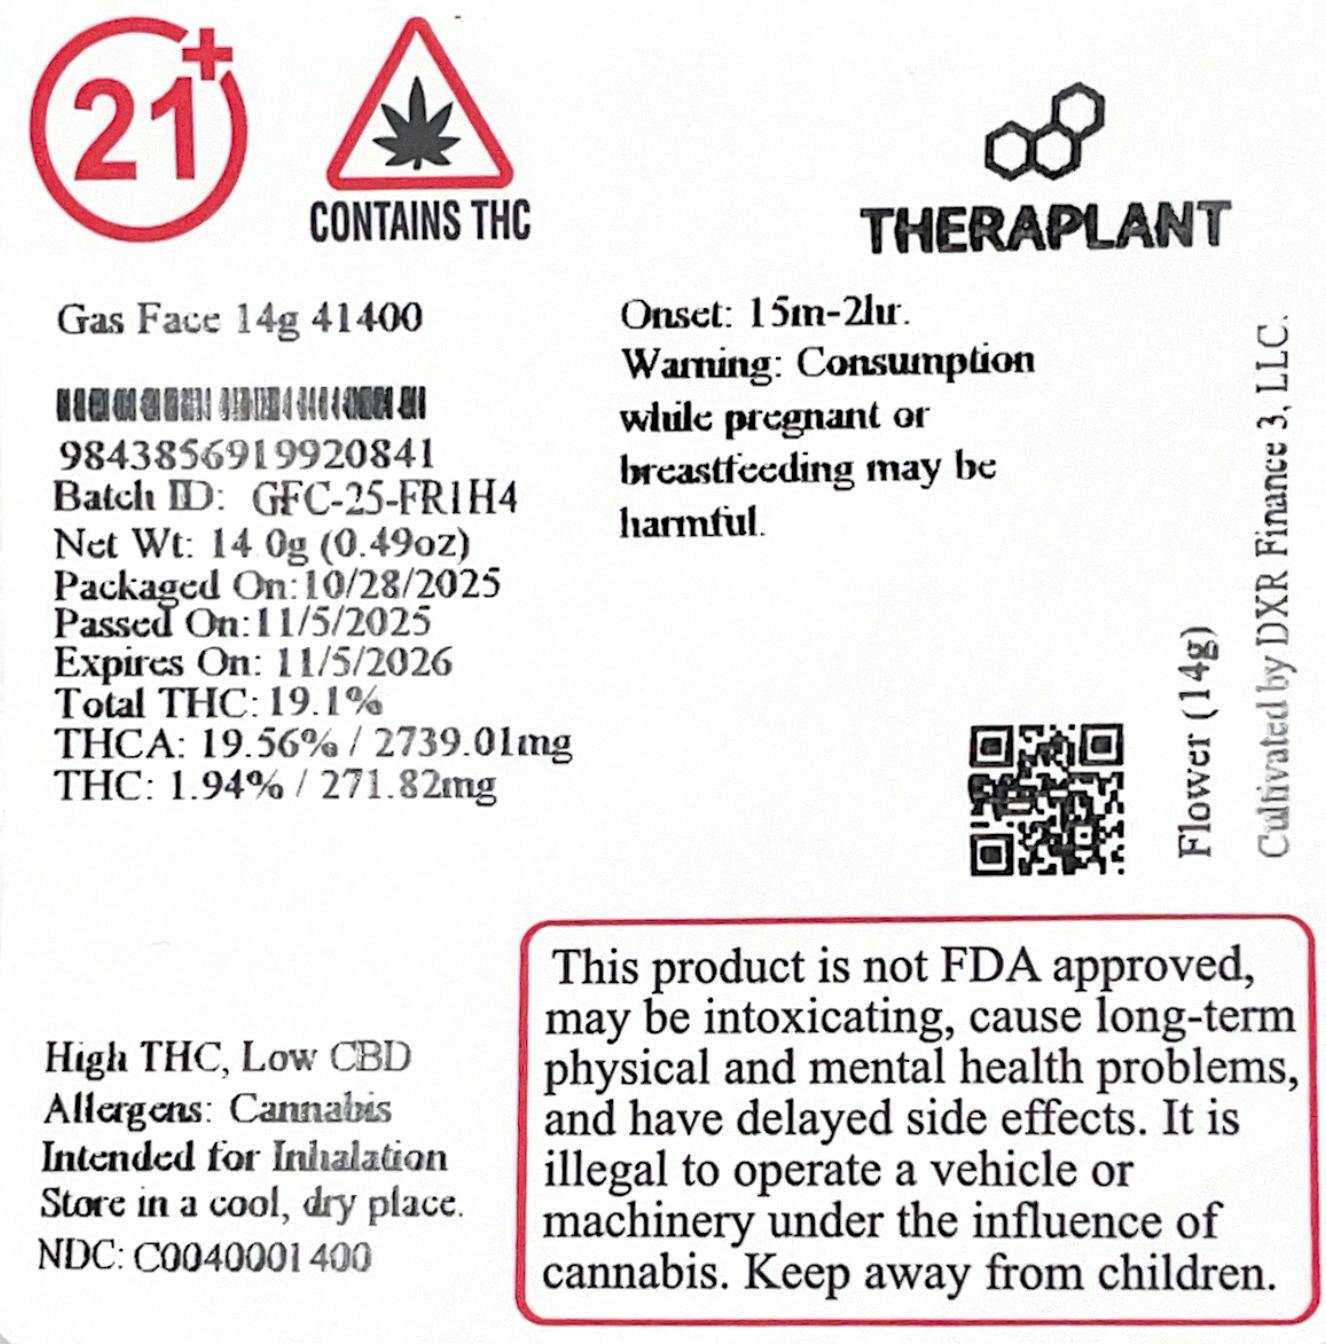 21+
CONTAINS THC
THERAPLANT
Gas Face 14g 41400
9843856919920841
Batch ID: GFC-25-FR1H4
Net Wt: 14.0g (0.49oz)
Packaged On:10/28/2025
Passed On:11/5/2025
Expires On: 11/5/2026
Total THC: 19.1%
THCA: 19.56% / 2739.01mg
THC: 1.94% / 271.82mg
Onset: 15m-2hr.
Warning: Consumption
while pregnant or
breastfeeding may be
harmful.
Flower (14g)
Cultivated by DXR Finance 3, LLC.
High THC, Low CBD
Allergens: Cannabis
Intended for Inhalation
Store in a cool, dry place.
NDC: C0040001400
This product is not FDA approved,
may be intoxicating, cause long-term
physical and mental health problems,
and have delayed side effects. It is
illegal to operate a vehicle or
machinery under the influence of
cannabis. Keep away from children.